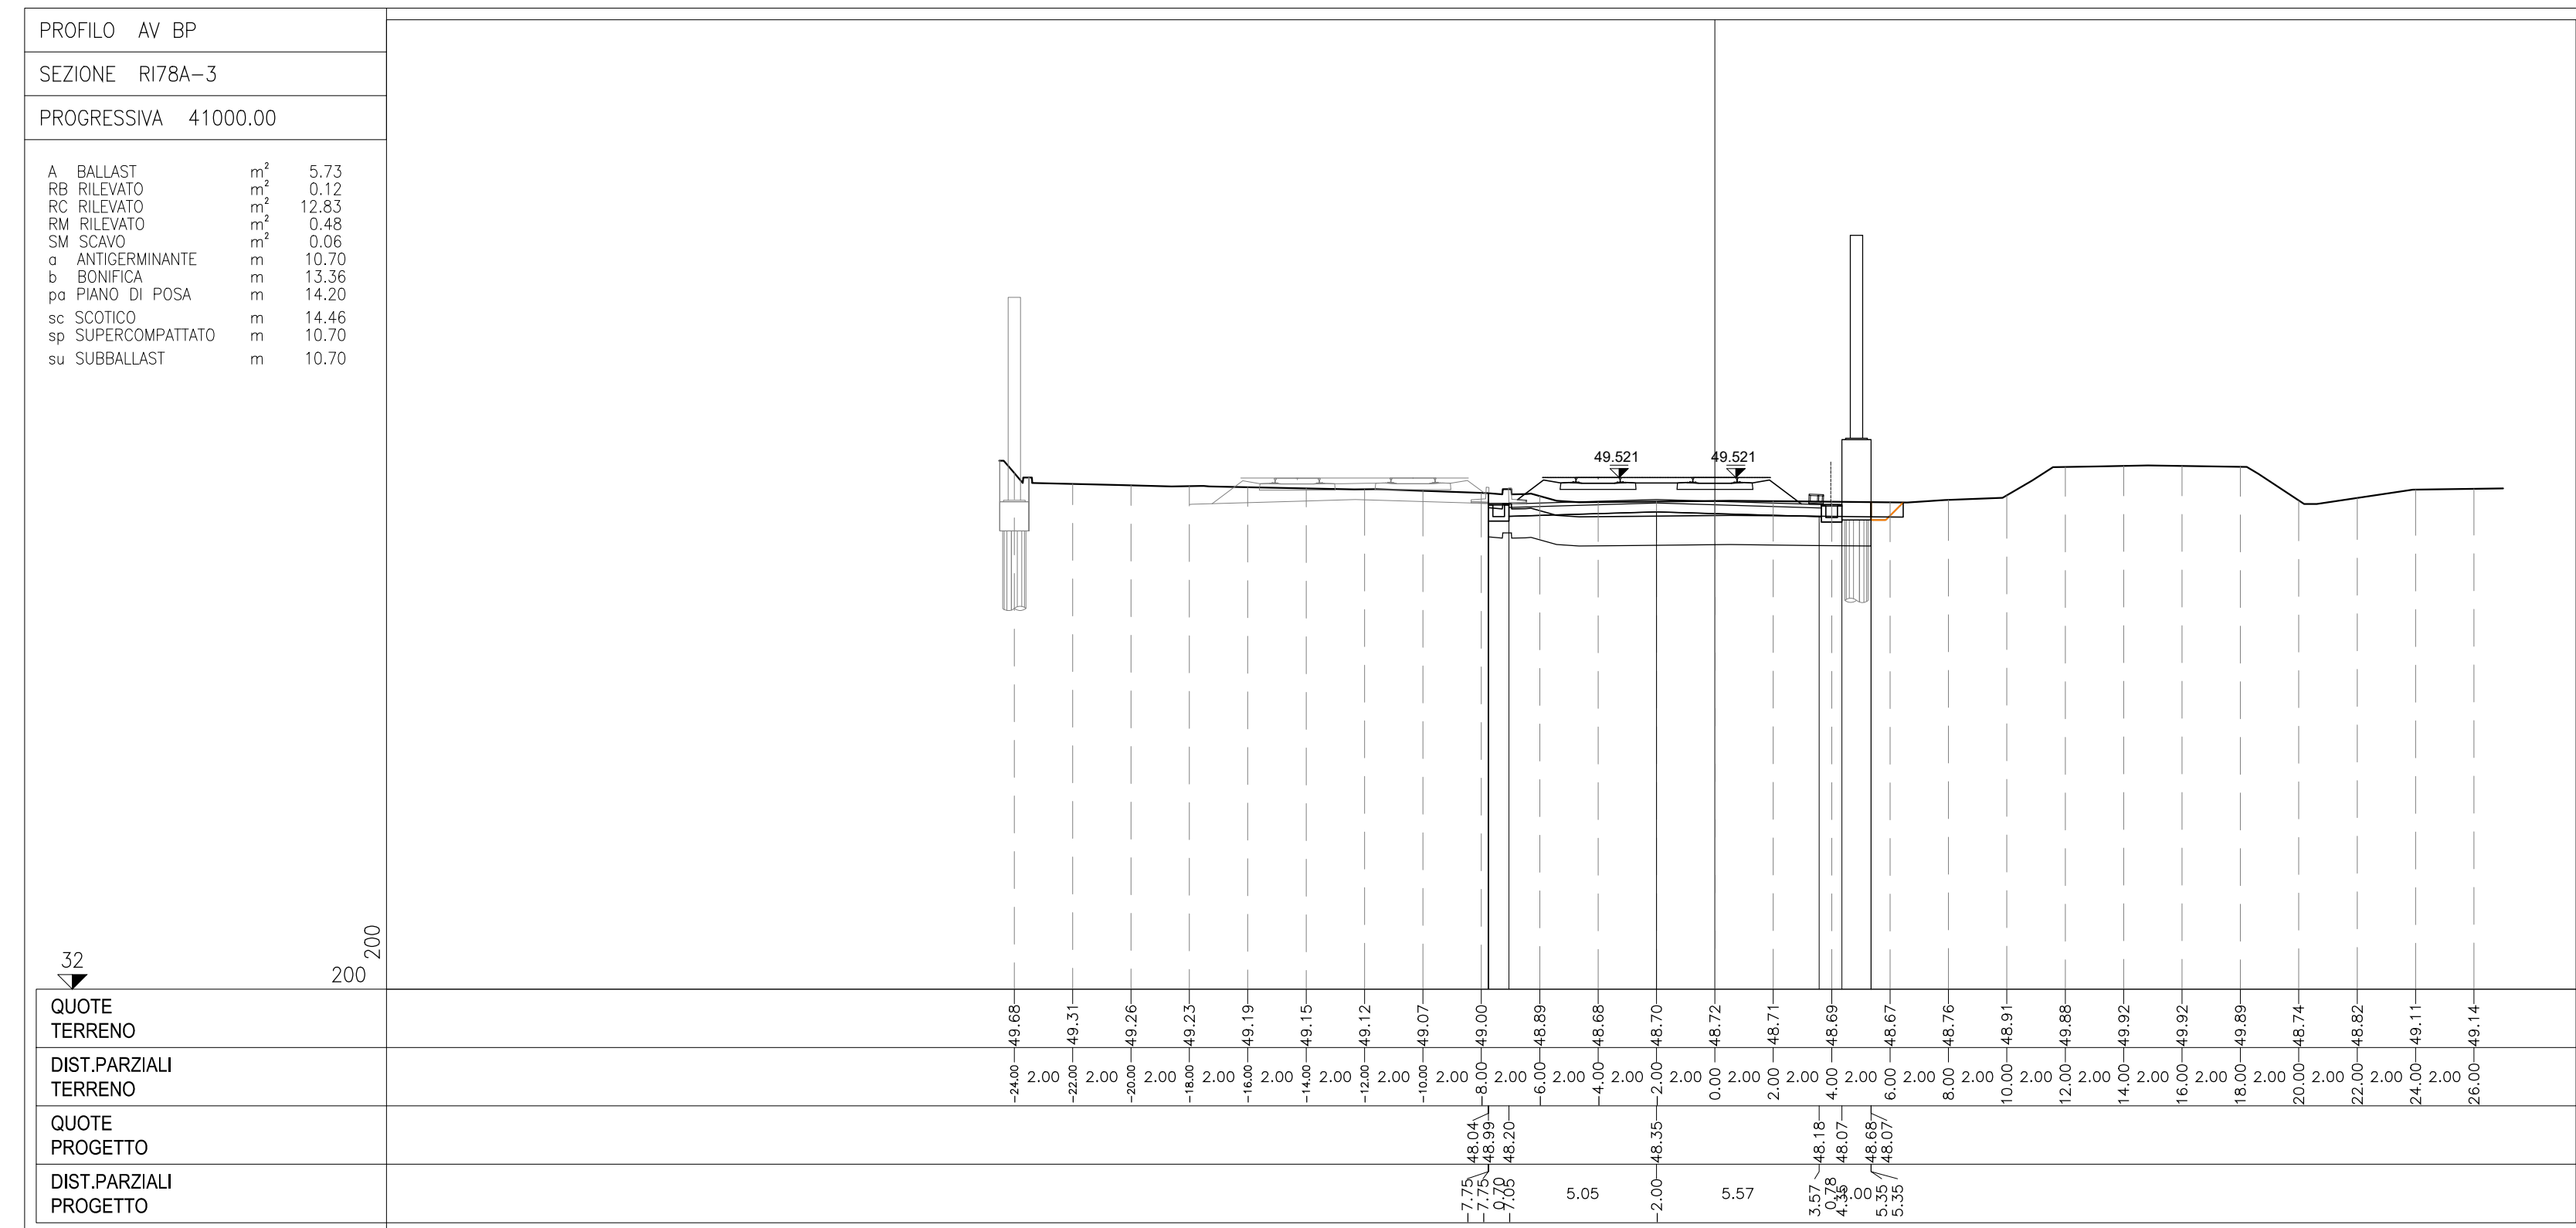 PROFILO AV BP
SEZIONE RI78A-3
PROGRESSIVA 41000.00
A BALLAST m² 5.73
RB RILEVATO m² 0.12
RC RILEVATO m² 12.83
RM RILEVATO m² 0.48
SM SCAVO m² 0.06
a ANTIGERMINANTE m 10.70
b BONIFICA m 13.36
pa PIANO DI POSA m 14.20
sc SCOTICO m 14.46
sp SUPERCOMPATTATO m 10.70
su SUBBALLAST m 10.70
49.521 49.521
200
32 200
QUOTE
TERRENO
49.68 49.31 49.26 49.23 49.19 49.15 49.12 49.07 49.00 48.89 48.68 48.70 48.72 48.71 48.69 48.67 48.76 48.91 49.88 49.92 49.92 49.89 48.74 48.82 49.11 49.14
DIST.PARZIALI
TERRENO
-24.00 2.00 -22.00 2.00 -20.00 2.00 -18.00 2.00 -16.00 2.00 -14.00 2.00 -12.00 2.00 -10.00 2.00 -8.00 2.00 -6.00 2.00 -4.00 2.00 -2.00 2.00 0.00 2.00 2.00 2.00 4.00 2.00 6.00 2.00 8.00 2.00 10.00 2.00 12.00 2.00 14.00 2.00 16.00 2.00 18.00 2.00 20.00 2.00 22.00 2.00 24.00 2.00 26.00
QUOTE
PROGETTO
48.04 48.99 48.20 48.35 48.18 48.07 48.68 48.07
DIST.PARZIALI
PROGETTO
-7.75 -7.75 0.70 -7.05 5.05 -2.00 5.57 3.57 0.78 4.35 1.00 5.35 5.35